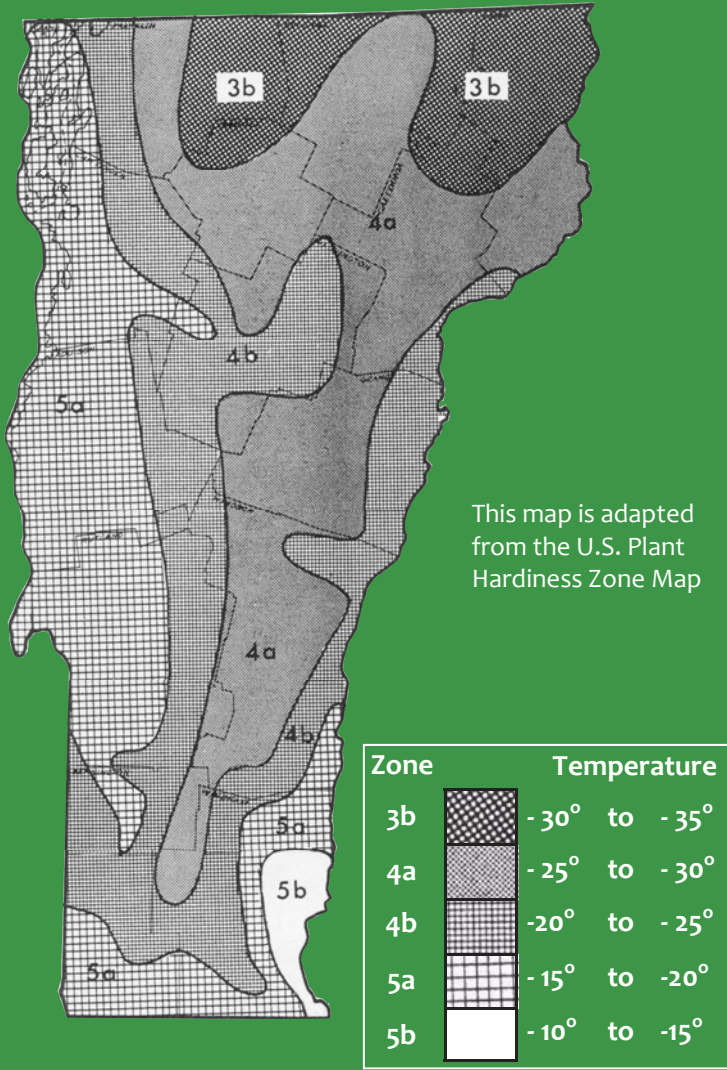 3b
3b
4a
4b
5a
This map is adapted
from the U.S. Plant
Hardiness Zone Map
4a
4b
5a
5b
5a
Zone Temperature
3b - 30° to - 35°
4a - 25° to - 30°
4b -20° to - 25°
5a - 15° to -20°
5b - 10° to -15°